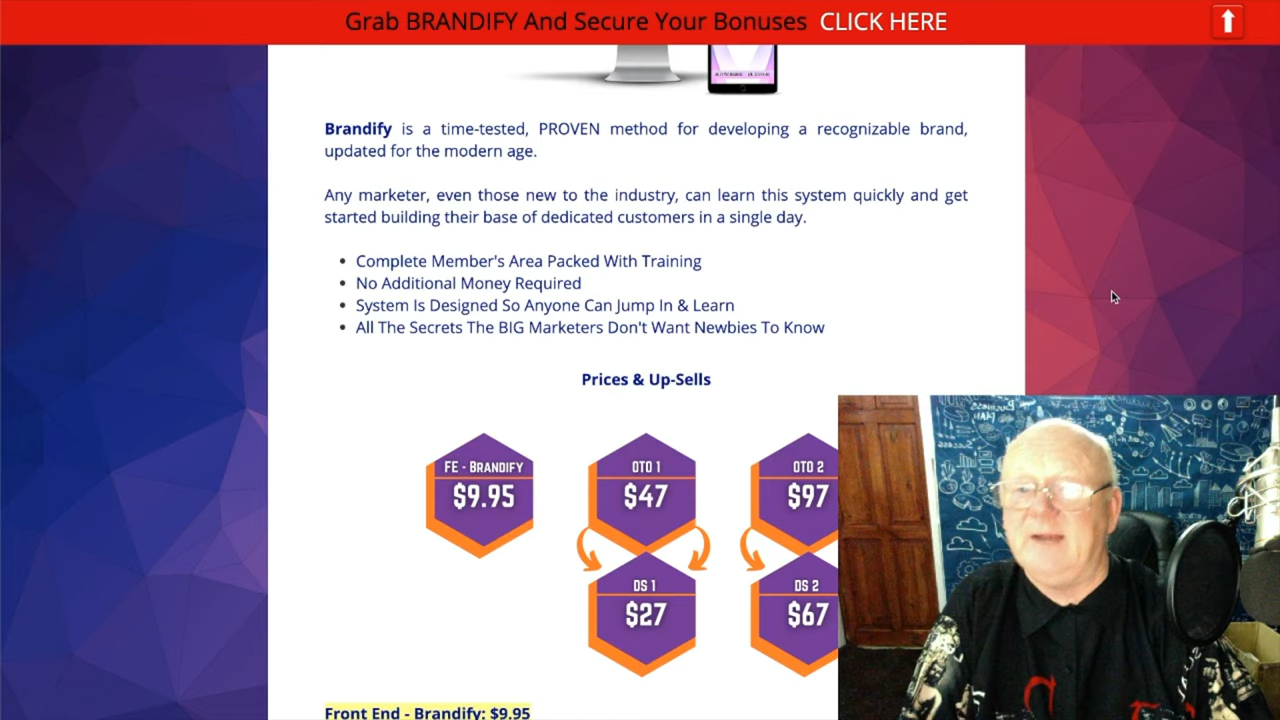 Grab BRANDIFY And Secure Your Bonuses CLICK HERE
Brandify is a time-tested, PROVEN method for developing a recognizable brand,
updated for the modern age.
Any marketer, even those new to the industry, can learn this system quickly and get
started building their base of dedicated customers in a single day.
Complete Member's Area Packed With Training
No Additional Money Required
System Is Designed So Anyone Can Jump In & Learn
All The Secrets The BIG Marketers Don't Want Newbies To Know
Prices & Up-Sells
FE - BRANDIFY
$9.95
OTO 1
$47
OTO 2
$97
DS 1
$27
DS 2
$67
Front End - Brandify: $9.95